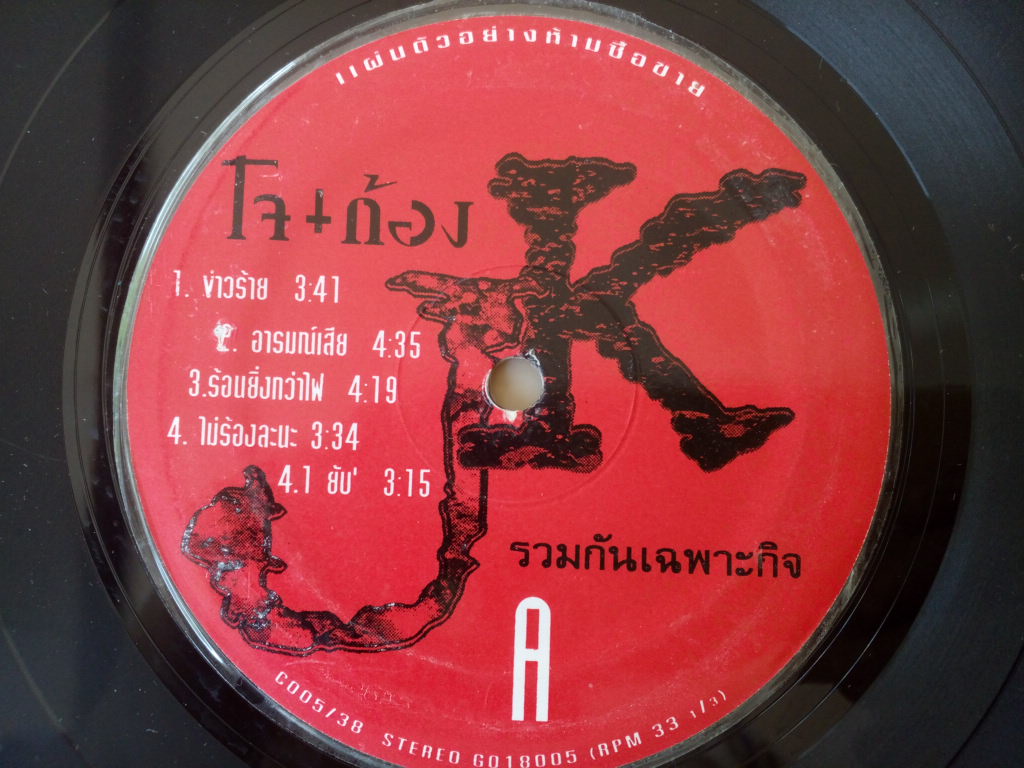 แผ่นตัวอย่างห้ามซื้อขาย
โจ+ก้อง
JK
1. ข่าวร้าย 3:41
2. อารมณ์เสีย 4:35
3.ร้อนยิ่งกว่าไฟ 4:19
4. ไม่ร้องละนะ 3:34
4.1 ยับ' 3:15
รวมกันเฉพาะกิจ
A
C005/38 STEREO G018005 (RPM 33 1/3)